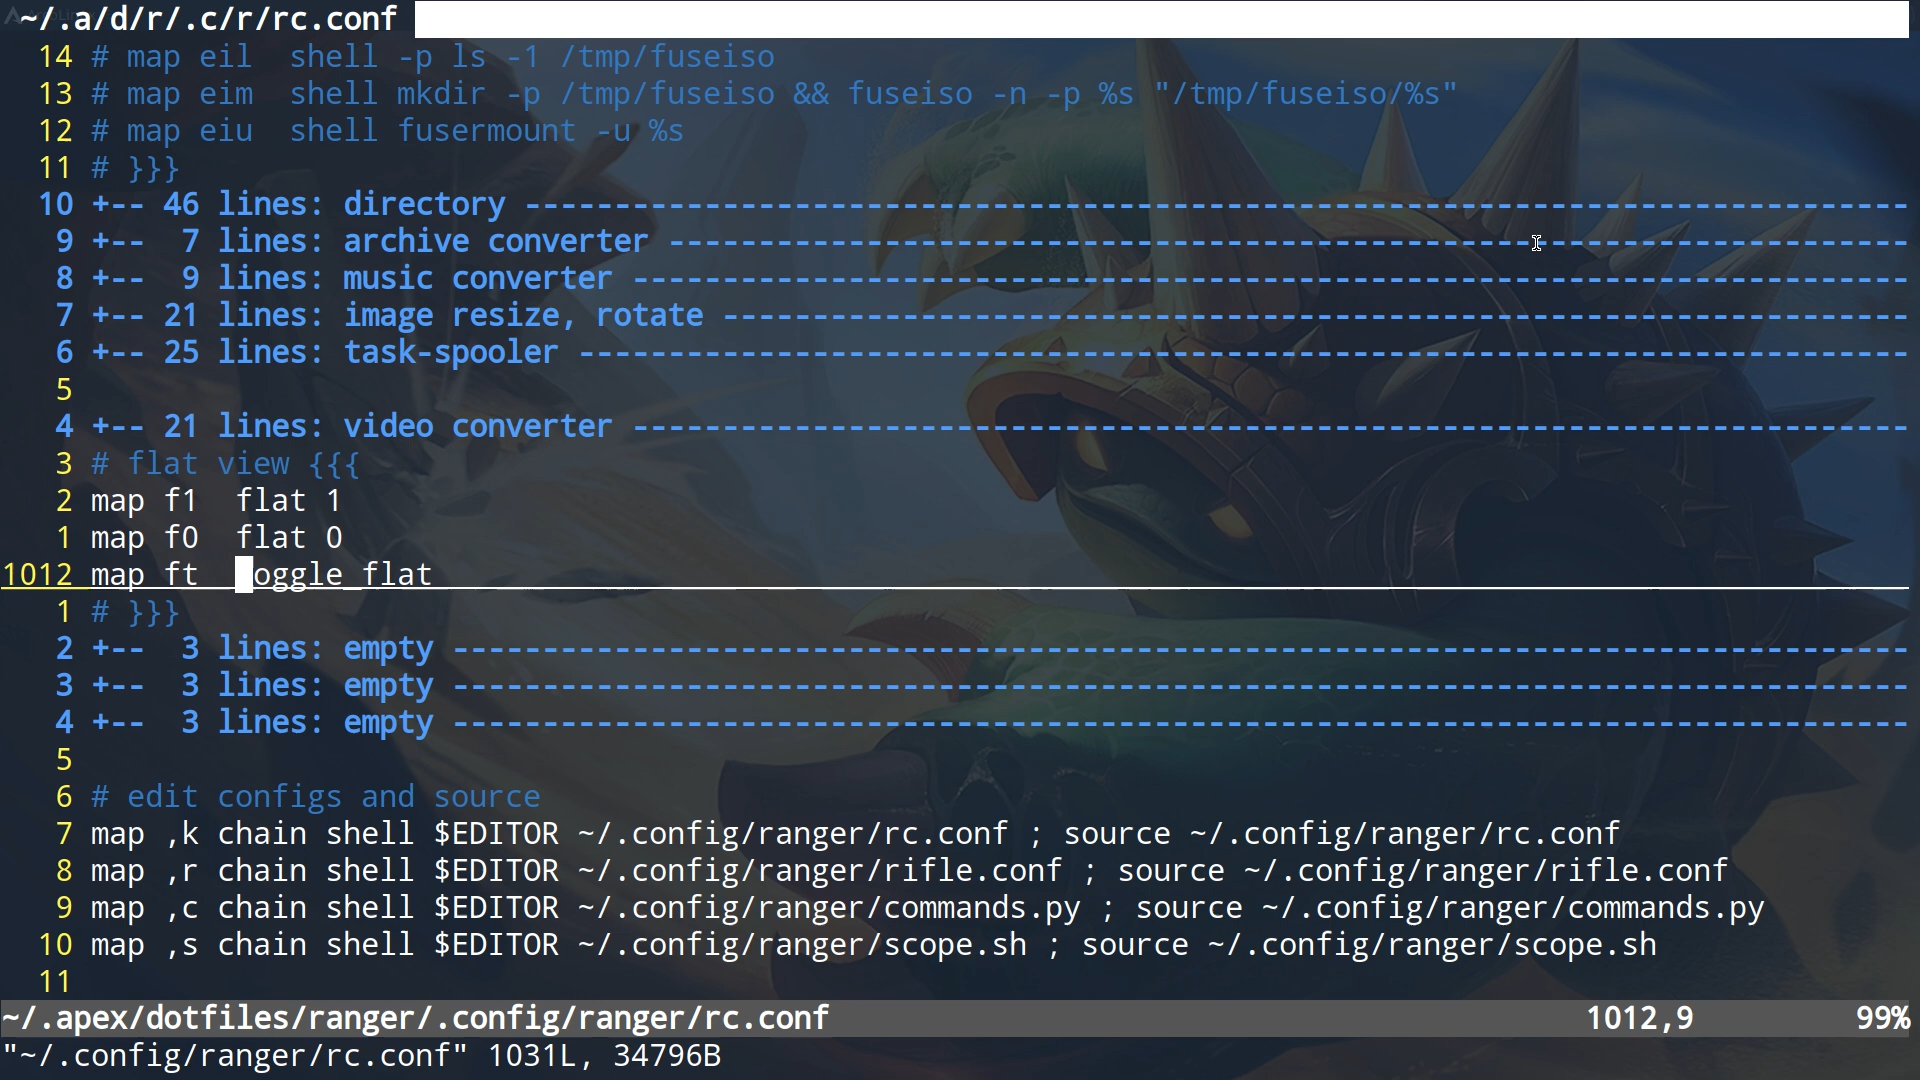 ~/.a/d/r/.c/r/rc.conf
14 # map eil  shell -p ls -1 /tmp/fuseiso
13 # map eim  shell mkdir -p /tmp/fuseiso && fuseiso -n -p %s "/tmp/fuseiso/%s"
12 # map eiu  shell fusermount -u %s
11 # }}}
10 +-- 46 lines: directory -----------------------------------------------------------------------------
9 +--  7 lines: archive converter ---------------------------------------------------------------------
8 +--  9 lines: music converter -----------------------------------------------------------------------
7 +-- 21 lines: image resize, rotate ------------------------------------------------------------------
6 +-- 25 lines: task-spooler --------------------------------------------------------------------------
5
4 +-- 21 lines: video converter -----------------------------------------------------------------------
3 # flat view {{{
2 map f1  flat 1
1 map f0  flat 0
1012 map ft  oggle_flat
1 # }}}
2 +--  3 lines: empty ---------------------------------------------------------------------------------
3 +--  3 lines: empty ---------------------------------------------------------------------------------
4 +--  3 lines: empty ---------------------------------------------------------------------------------
5
6 # edit configs and source
7 map ,k chain shell $EDITOR ~/.config/ranger/rc.conf ; source ~/.config/ranger/rc.conf
8 map ,r chain shell $EDITOR ~/.config/ranger/rifle.conf ; source ~/.config/ranger/rifle.conf
9 map ,c chain shell $EDITOR ~/.config/ranger/commands.py ; source ~/.config/ranger/commands.py
10 map ,s chain shell $EDITOR ~/.config/ranger/scope.sh ; source ~/.config/ranger/scope.sh
11
~/.apex/dotfiles/ranger/.config/ranger/rc.conf 1012,9 99%
"~/.config/ranger/rc.conf" 1031L, 34796B